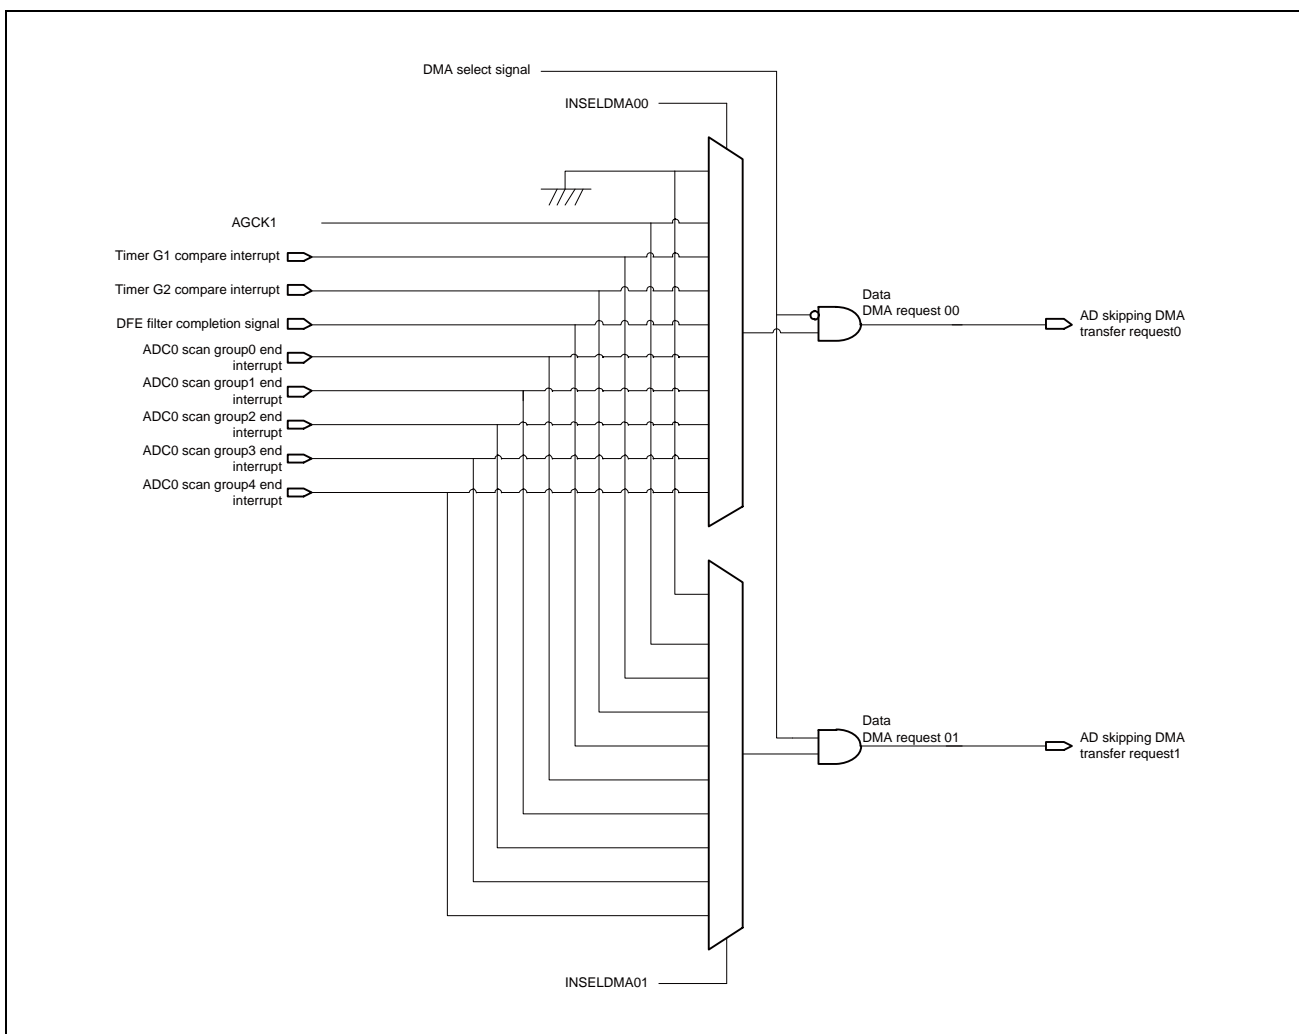 DMA select signal
INSELDMA00
AGCK1
Timer G1 compare interrupt
Timer G2 compare interrupt
DFE filter completion signal
ADC0 scan group0 end
interrupt
ADC0 scan group1 end
interrupt
ADC0 scan group2 end
interrupt
ADC0 scan group3 end
interrupt
ADC0 scan group4 end
interrupt
Data
DMA request 00
AD skipping DMA
transfer request0
Data
DMA request 01
AD skipping DMA
transfer request1
INSELDMA01